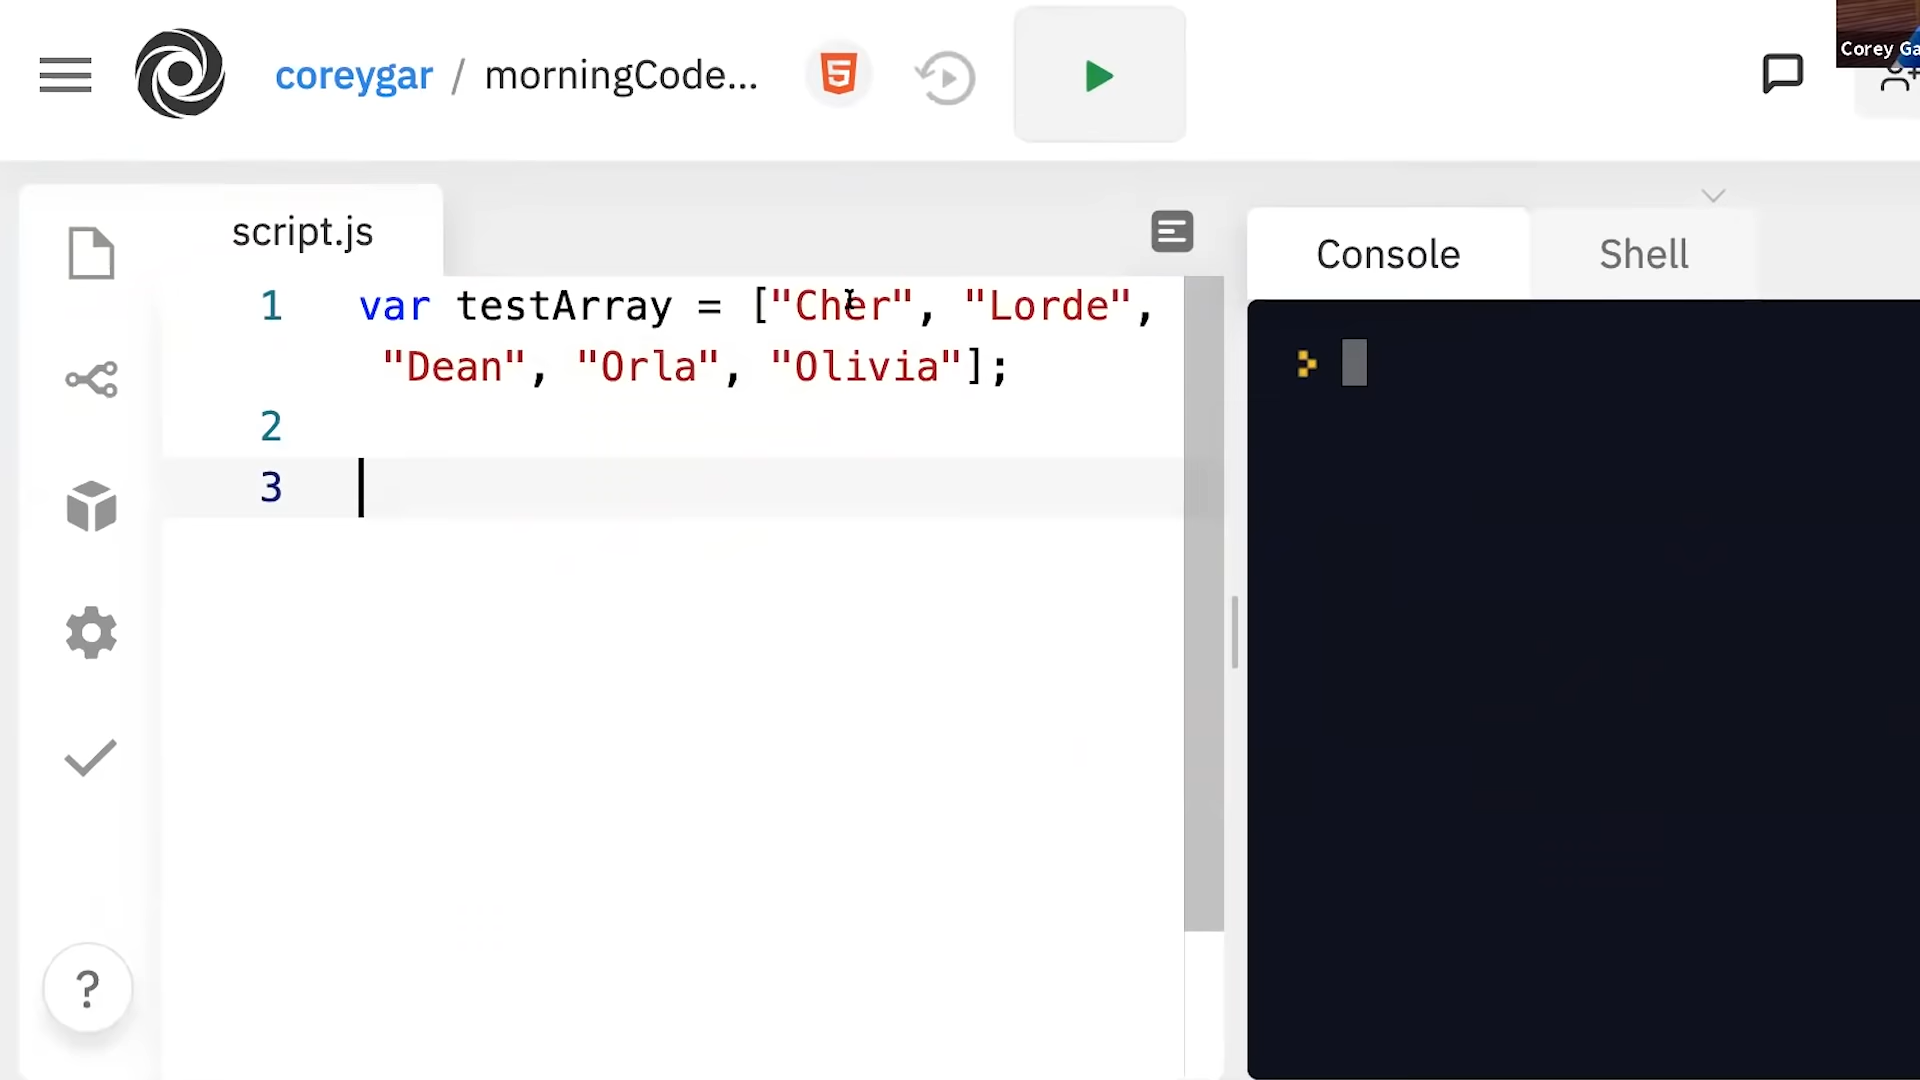 coreygar / morningCode...
Corey Ga
script.js
Console
Shell
1 var testArray = ["Cher", "Lorde",
"Dean", "Orla", "Olivia"];
2
3
?